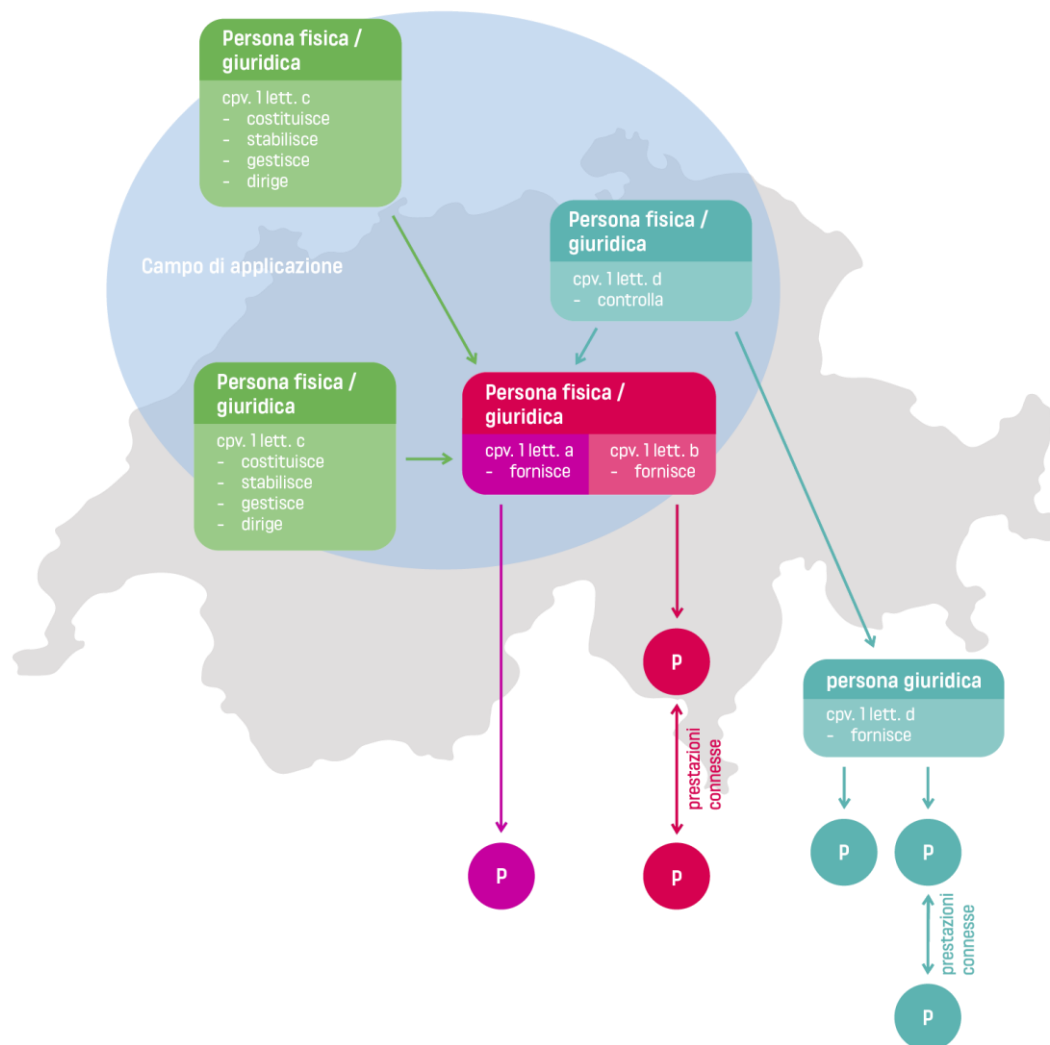 Persona fisica /
giuridica
cpv. 1 lett. c
- costituisce
- stabilisce
- gestisce
- dirige
Persona fisica /
giuridica
cpv. 1 lett. d
- controlla
Campo di applicazione
Persona fisica /
giuridica
cpv. 1 lett. c
- costituisce
- stabilisce
- gestisce
- dirige
Persona fisica /
giuridica
cpv. 1 lett. a
- fornisce
cpv. 1 lett. b
- fornisce
P
prestazioni
connesse
P
P
persona giuridica
cpv. 1 lett. d
- fornisce
P
P
prestazioni
connesse
P